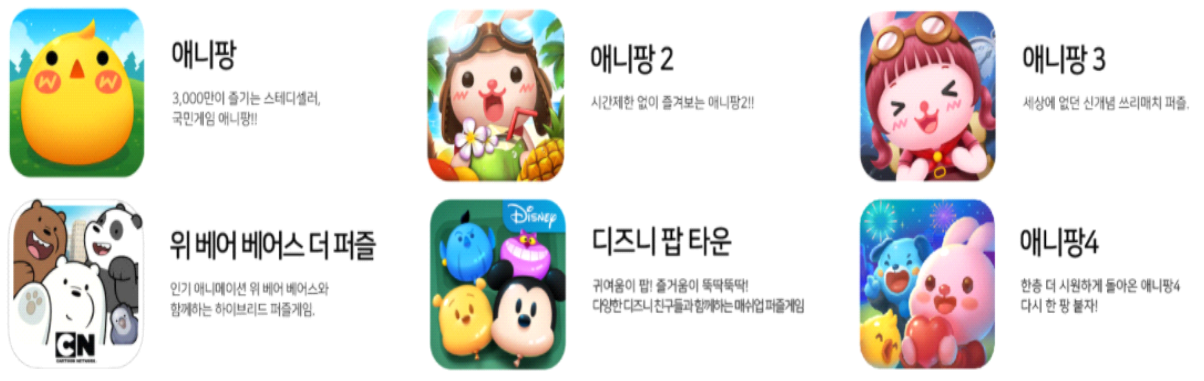 애니팡
3,000만이 즐기는 스테디셀러,
국민게임 애니팡!!
애니팡 2
시간제한 없이 즐겨보는 애니팡2!!
애니팡 3
세상에 없던 신개념 쓰리매치 퍼즐.
위 베어 베어스 더 퍼즐
인기 애니메이션 위 베어 베어스와
함께하는 하이브리드 퍼즐게임.
CN
CARTOON NETWORK
Disney
디즈니 팝 타운
귀여움이 팝! 즐거움이 뚝딱뚝딱!
다양한 디즈니 친구들과 함께하는 매쉬업 퍼즐게임
애니팡4
한층 더 시원하게 돌아온 애니팡4
다시 한 팡 붙자!